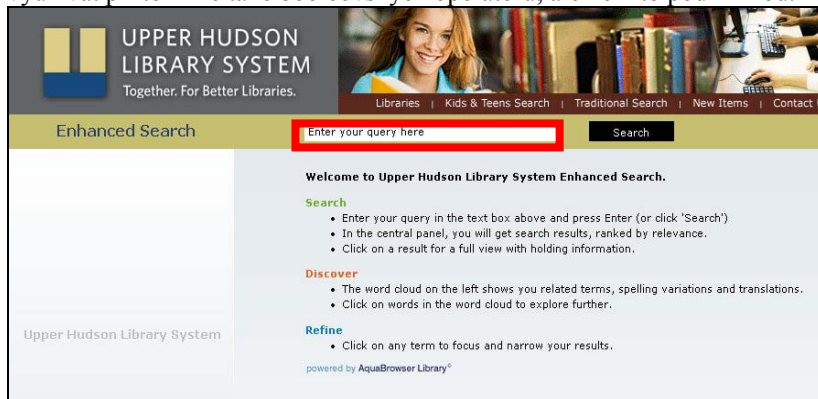 UPPER HUDSON
LIBRARY SYSTEM
Together. For Better Libraries.
Libraries | Kids & Teens Search | Traditional Search | New Items | Contact
Enhanced Search
Enter your query here
Search
Welcome to Upper Hudson Library System Enhanced Search.
Search
• Enter your query in the text box above and press Enter (or click 'Search')
• In the central panel, you will get search results, ranked by relevance.
• Click on a result for a full view with holding information.
Discover
• The word cloud on the left shows you related terms, spelling variations and translations.
• Click on words in the word cloud to explore further.
Upper Hudson Library System
Refine
• Click on any term to focus and narrow your results.
powered by AquaBrowser Library©